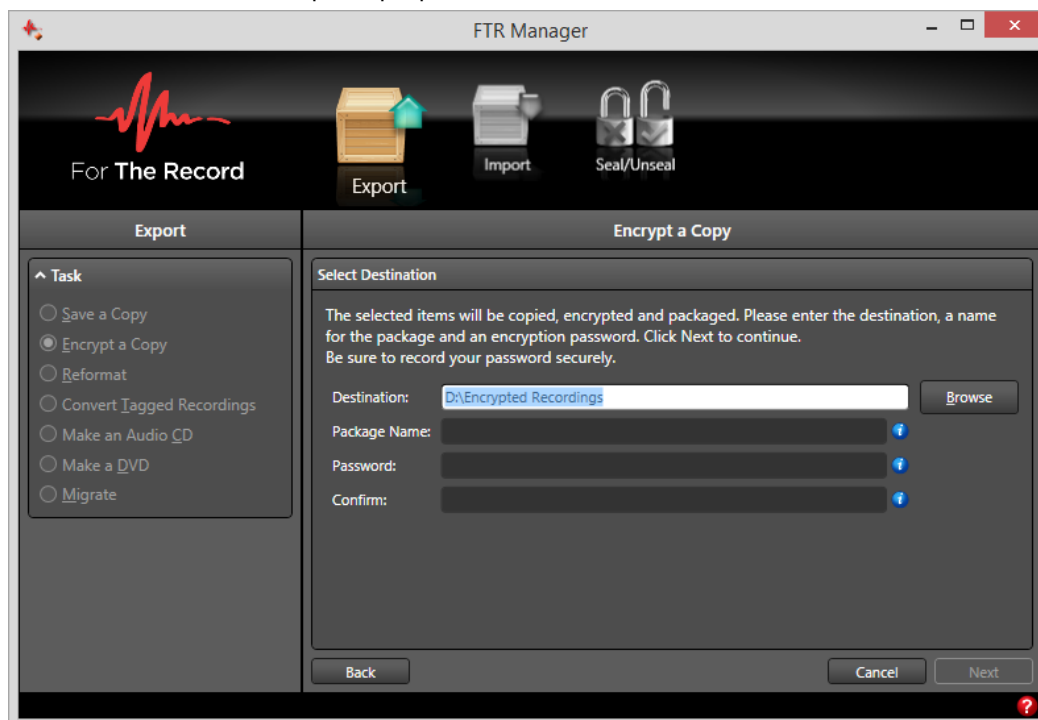 FTR Manager
For The Record
Export
Import
Seal/Unseal
Export
Encrypt a Copy
Task
Save a Copy
Encrypt a Copy
Reformat
Convert Tagged Recordings
Make an Audio CD
Make a DVD
Migrate
Select Destination
The selected items will be copied, encrypted and packaged. Please enter the destination, a name
for the package and an encryption password. Click Next to continue.
Be sure to record your password securely.
Destination: D:\Encrypted Recordings Browse
Package Name:
Password:
Confirm:
Back Cancel Next